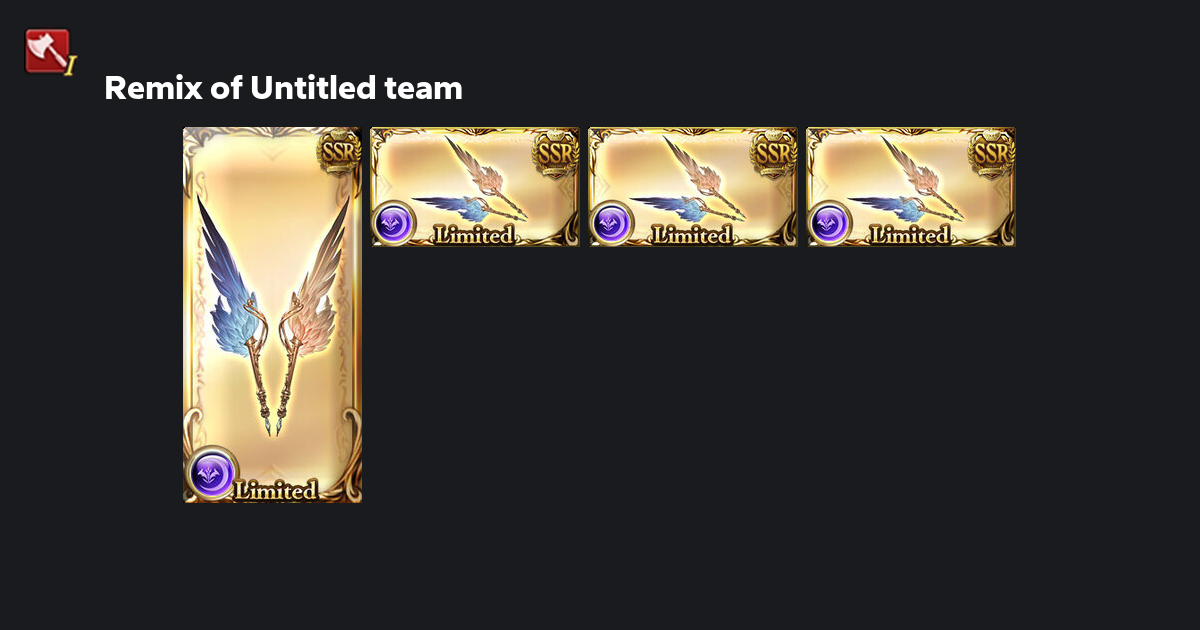 I
Remix of Untitled team
SSR
SSR
SSR
SSR
Limited
Limited
Limited
Limited